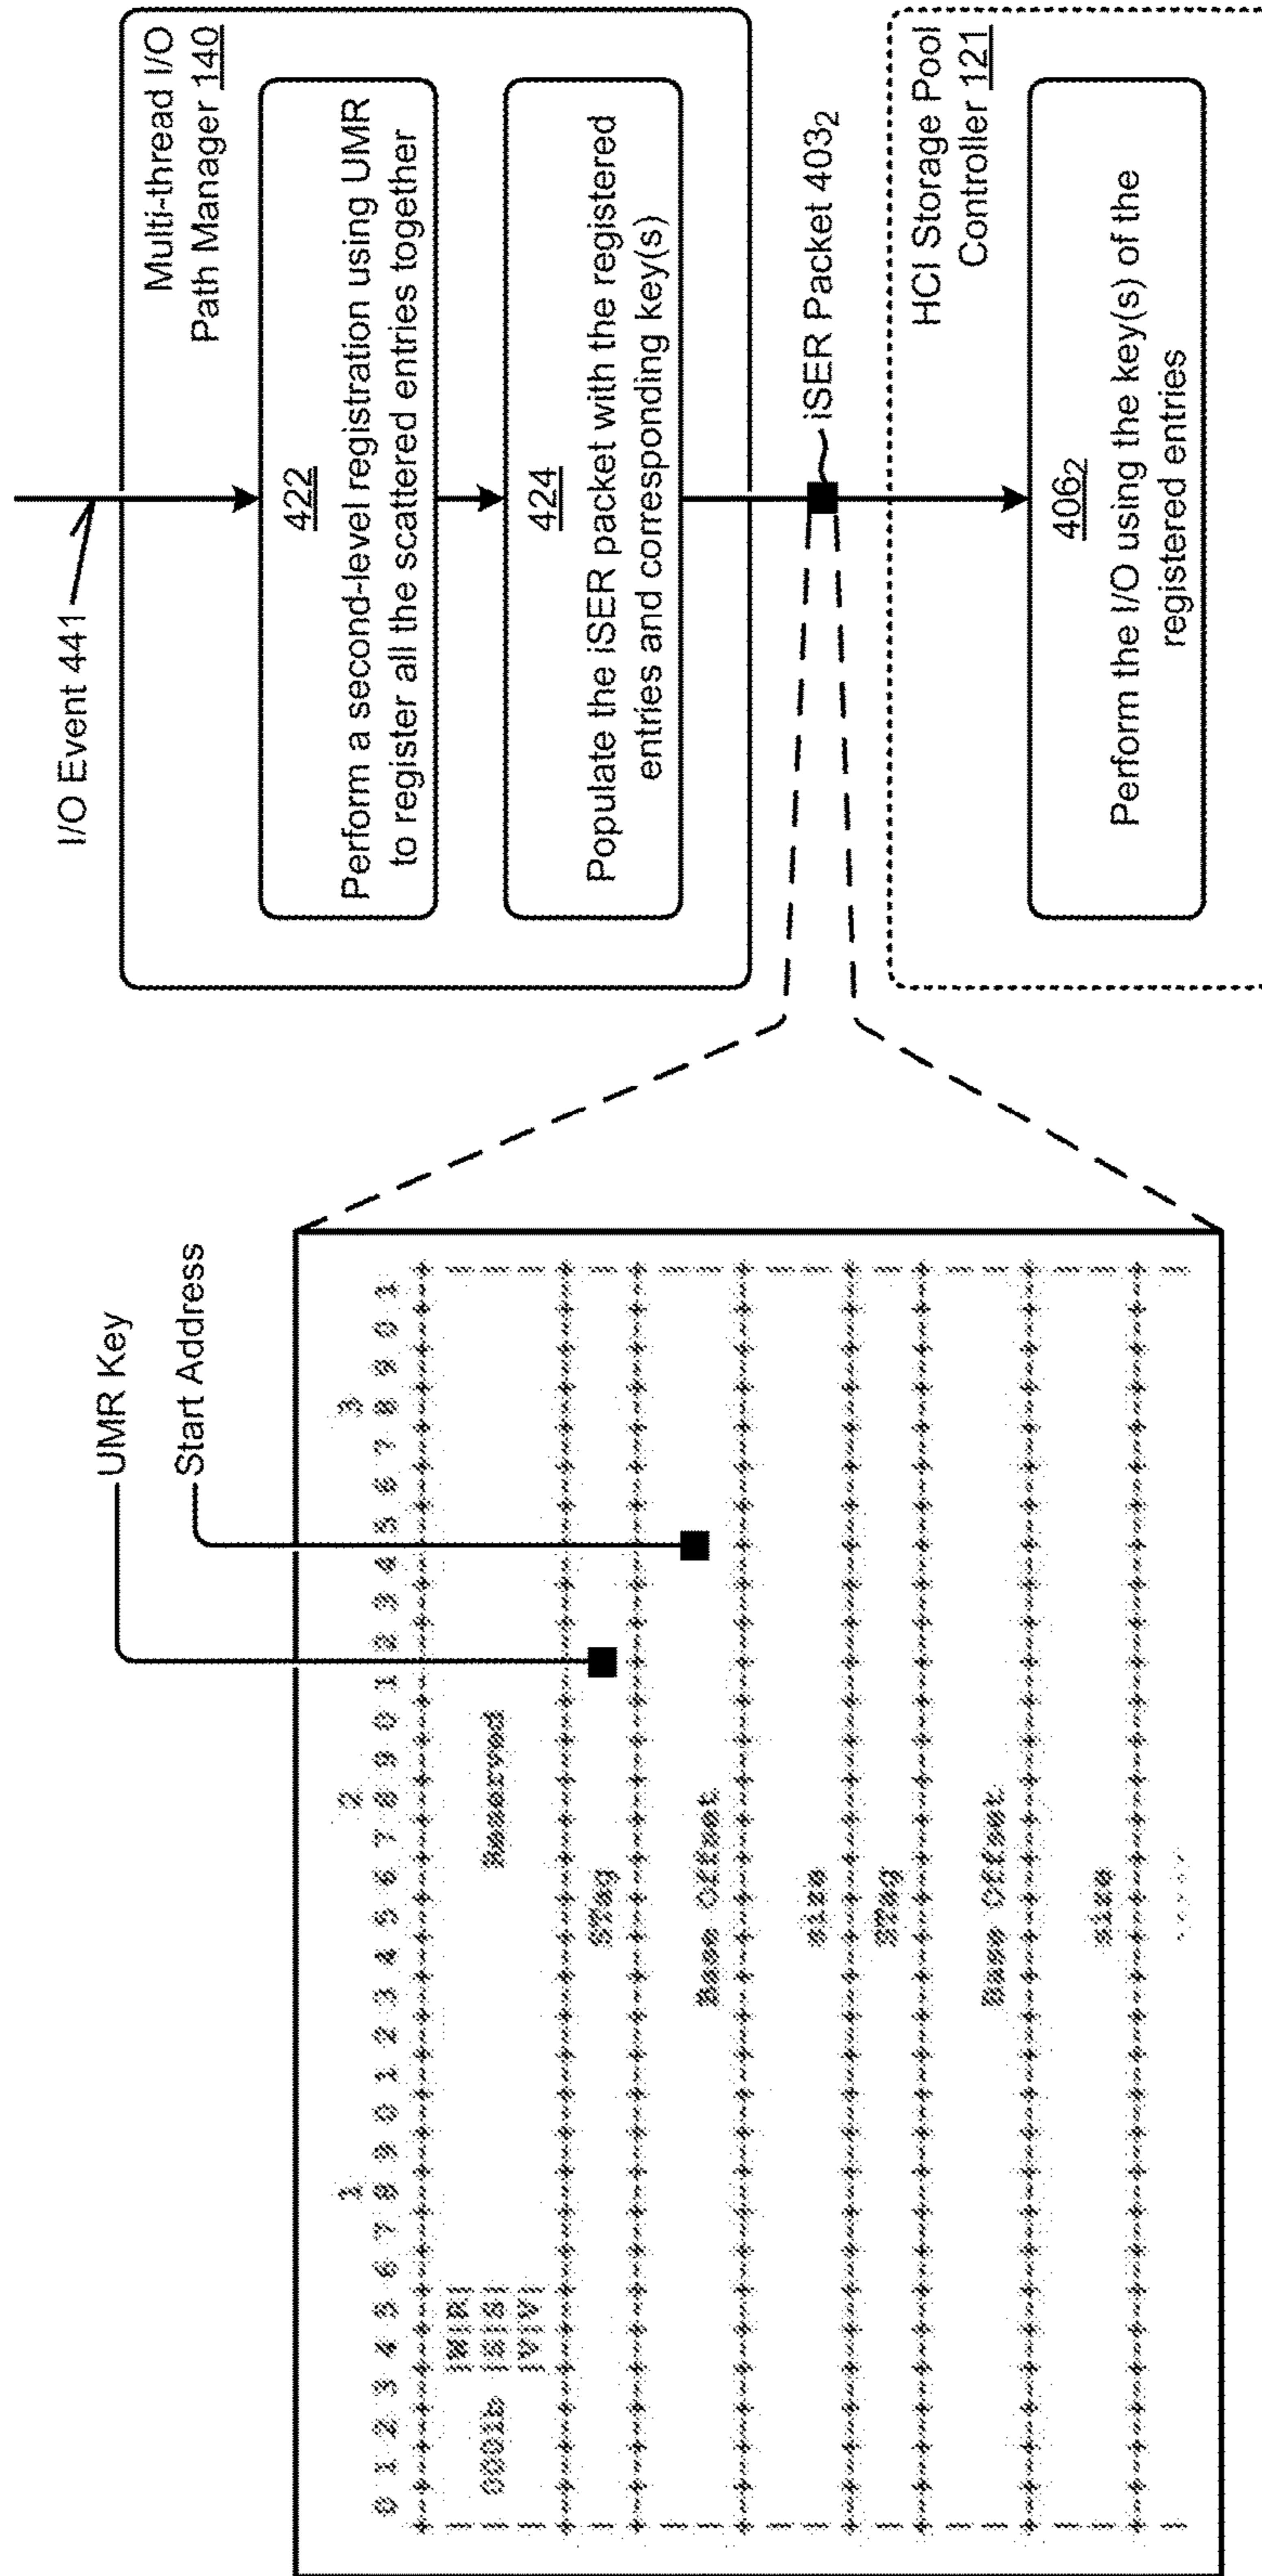 I/O Event 441
Multi-thread I/O
Path Manager 140
422
Perform a second-level registration using UMR
to register all the scattered entries together
424
Populate the iSER packet with the registered
entries and corresponding key(s)
iSER Packet 403₂
HCI Storage Pool
Controller 121
406₂
Perform the I/O using the key(s) of the
registered entries
UMR Key
Start Address
1 2 3
0 1 2 3 4 5 6 7 8 9 0 1 2 3 4 5 6 7 8 9 0 1 2 3 4 5 6 7 8 9 0 1
|W|R|
0001b |S|S| Reserved
|V|V|
STag
Base Offset
size
STag
Base Offset
size
.....